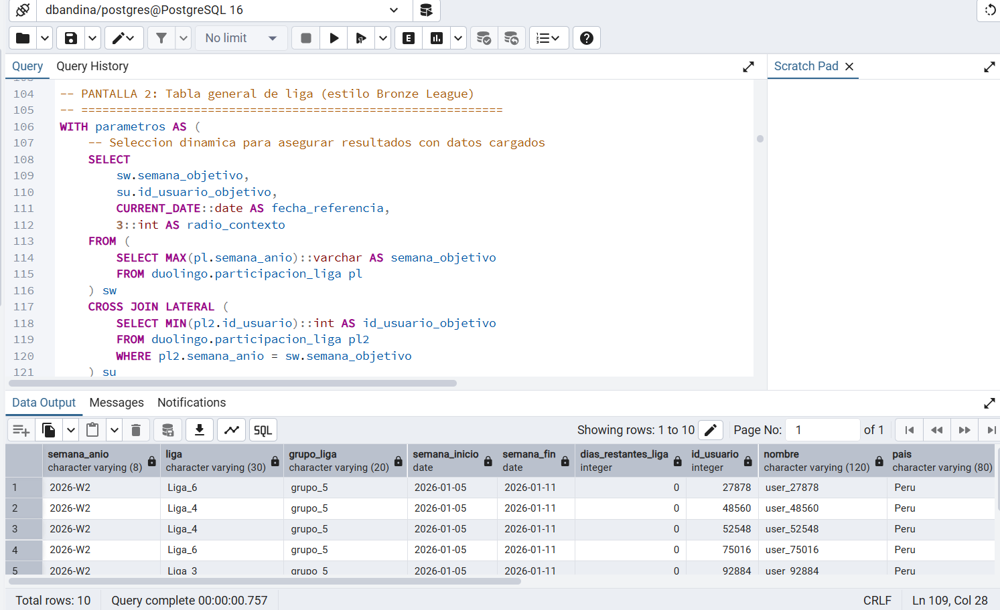 dbandina/postgres@PostgreSQL 16
No limit
E
Query Query History
Scratch Pad
104 -- PANTALLA 2: Tabla general de liga (estilo Bronze League)
105 -- ============================================================
106 WITH parametros AS (
107 -- Seleccion dinamica para asegurar resultados con datos cargados
108 SELECT
109 sw.semana_objetivo,
110 su.id_usuario_objetivo,
111 CURRENT_DATE::date AS fecha_referencia,
112 3::int AS radio_contexto
113 FROM (
114 SELECT MAX(pl.semana_anio)::varchar AS semana_objetivo
115 FROM duolingo.participacion_liga pl
116 ) sw
117 CROSS JOIN LATERAL (
118 SELECT MIN(pl2.id_usuario)::int AS id_usuario_objetivo
119 FROM duolingo.participacion_liga pl2
120 WHERE pl2.semana_anio = sw.semana_objetivo
121 ) su
Data Output Messages Notifications
SQL Showing rows: 1 to 10 Page No: 1 of 1
semana_anio liga grupo_liga semana_inicio semana_fin dias_restantes_liga id_usuario nombre pais
character varying (8) character varying (30) character varying (20) date date integer integer character varying (120) character varying (80)
1 2026-W2 Liga_6 grupo_5 2026-01-05 2026-01-11 0 27878 user_27878 Peru
2 2026-W2 Liga_4 grupo_5 2026-01-05 2026-01-11 0 48560 user_48560 Peru
3 2026-W2 Liga_4 grupo_5 2026-01-05 2026-01-11 0 52548 user_52548 Peru
4 2026-W2 Liga_6 grupo_5 2026-01-05 2026-01-11 0 75016 user_75016 Peru
5 2026-W2 Liga_3 grupo_5 2026-01-05 2026-01-11 0 92884 user_92884 Peru
Total rows: 10 Query complete 00:00:00.757 CRLF Ln 109, Col 28